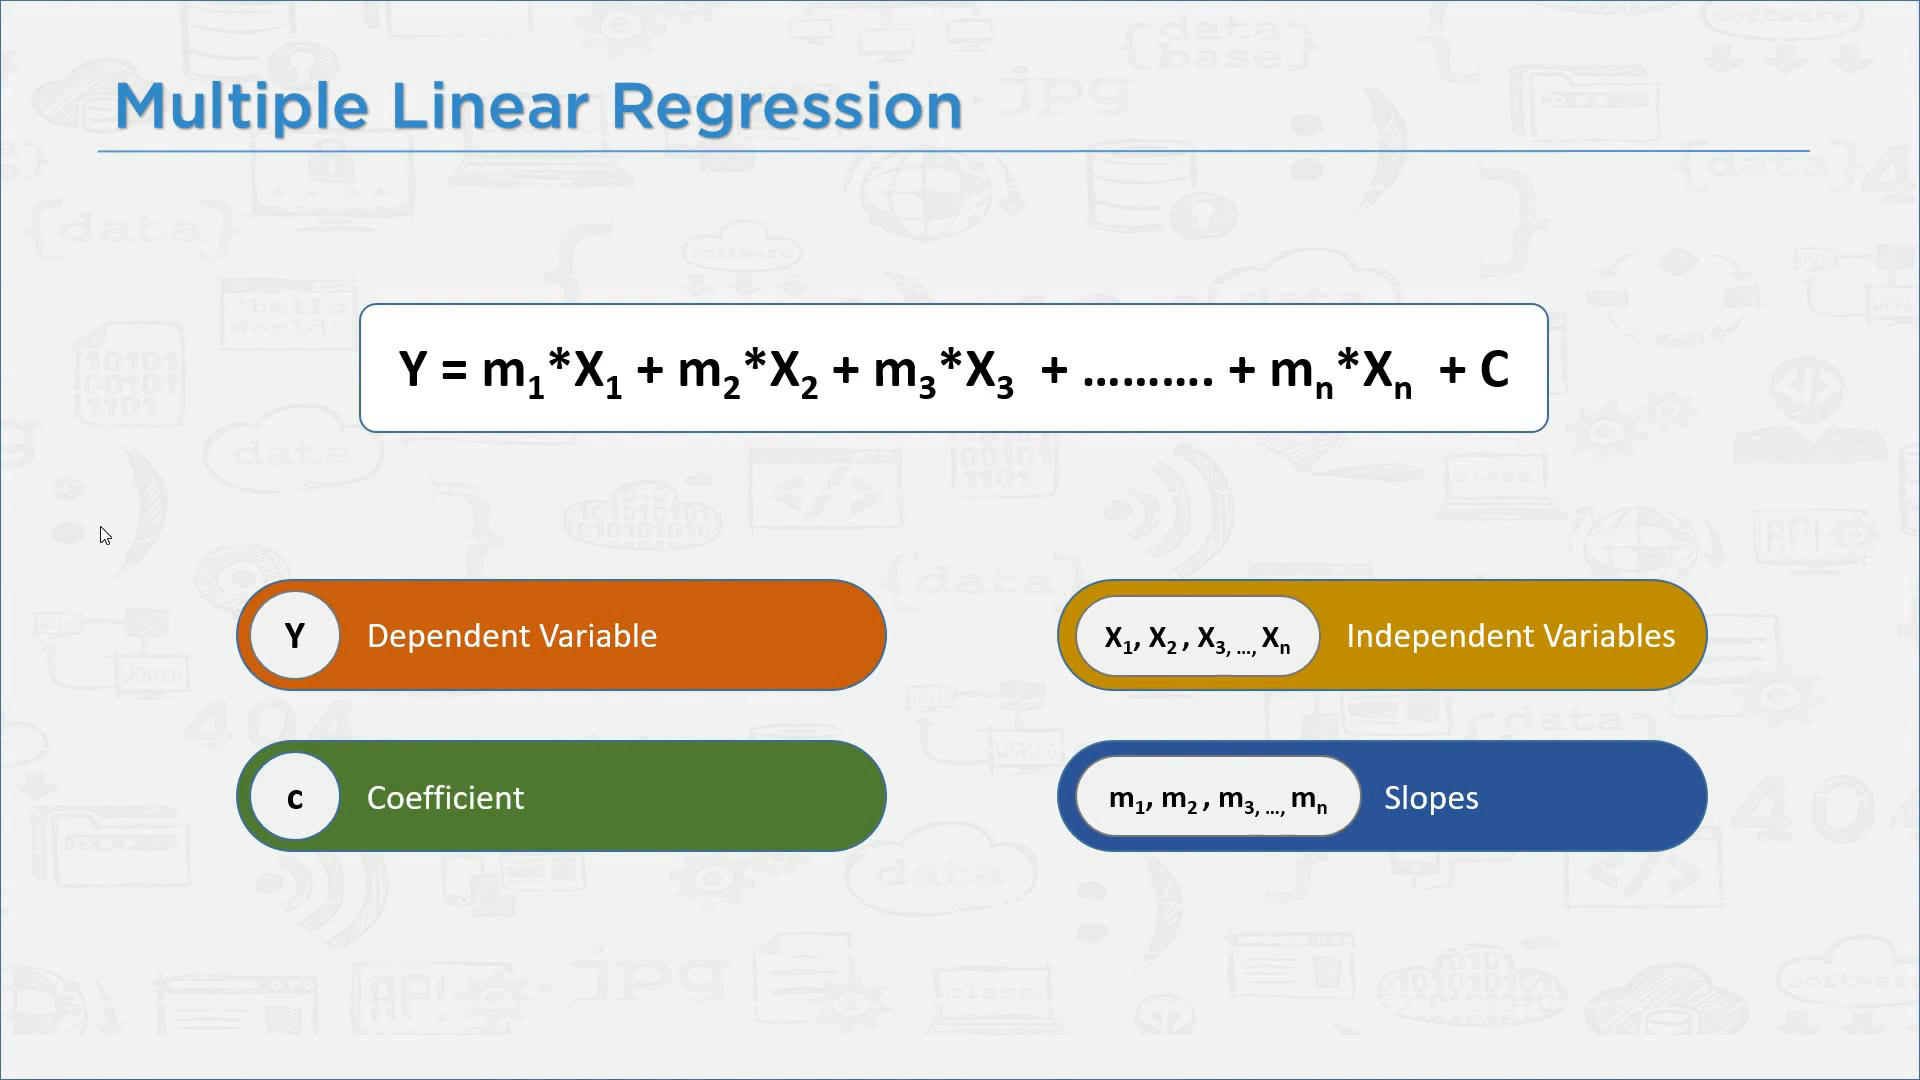 Multiple Linear Regression
Y = m₁*X₁ + m₂*X₂ + m₃*X₃ + .......... + mₙ*Xₙ + C
Y Dependent Variable
X₁, X₂ , X₃, ..., Xₙ Independent Variables
c Coefficient
m₁, m₂ , m₃, ..., mₙ Slopes